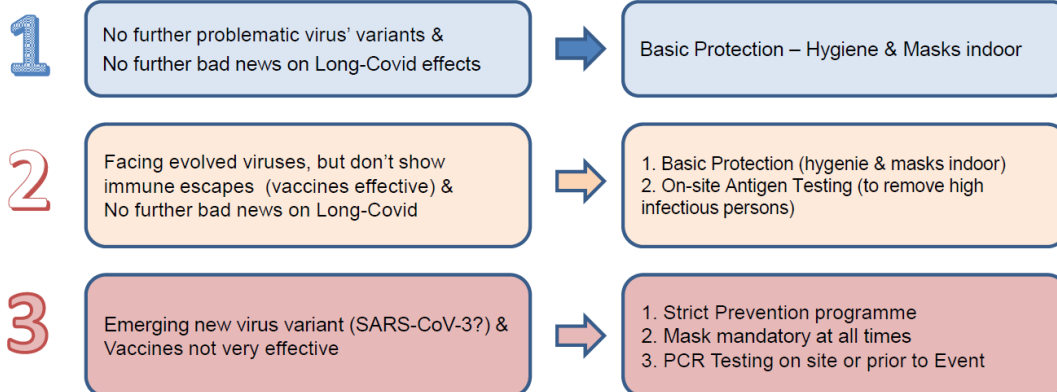 1
No further problematic virus’ variants &
No further bad news on Long-Covid effects
Basic Protection – Hygiene & Masks indoor
2
Facing evolved viruses, but don’t show
immune escapes (vaccines effective) &
No further bad news on Long-Covid
1. Basic Protection (hygenie & masks indoor)
2. On-site Antigen Testing (to remove high
infectious persons)
3
Emerging new virus variant (SARS-CoV-3?) &
Vaccines not very effective
1. Strict Prevention programme
2. Mask mandatory at all times
3. PCR Testing on site or prior to Event